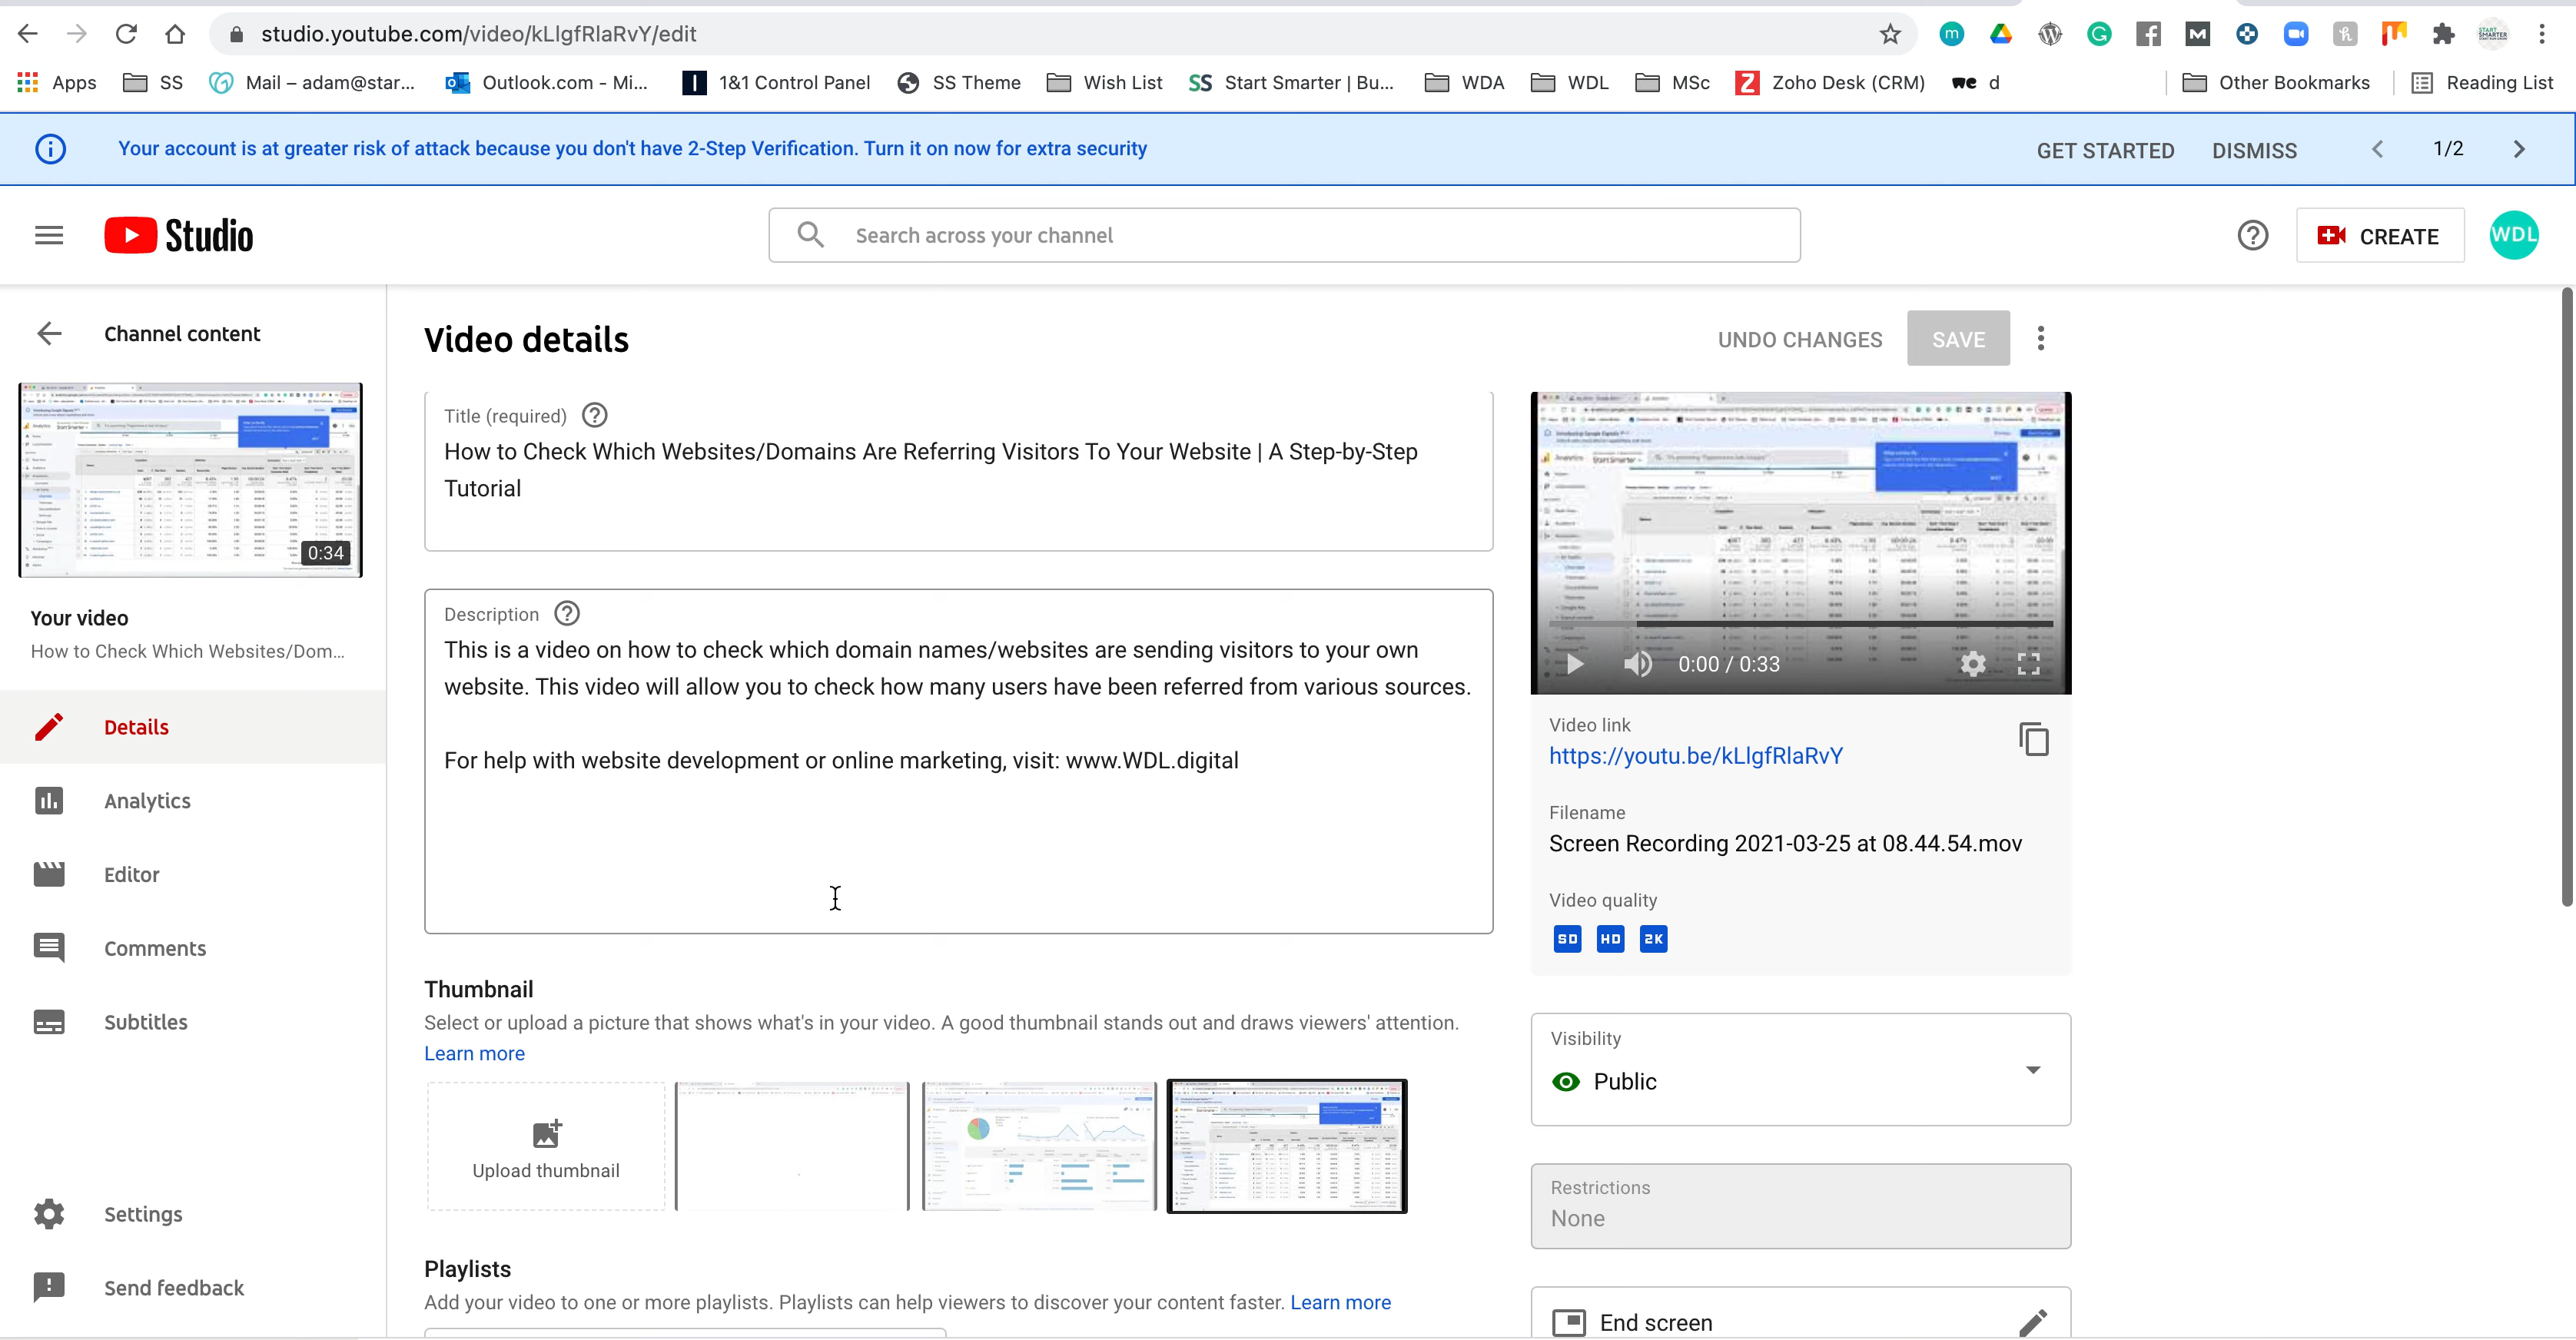 studio.youtube.com/video/kLlgfRlaRvY/edit
Apps SS Mail – adam@star... Outlook.com - Mi... 1&1 Control Panel SS Theme Wish List Start Smarter | Bu... WDA WDL MSc Zoho Desk (CRM) we d Other Bookmarks Reading List
Your account is at greater risk of attack because you don't have 2-Step Verification. Turn it on now for extra security GET STARTED DISMISS 1/2
Studio Search across your channel CREATE WDL
Channel content
0:34
Your video
How to Check Which Websites/Dom...
Details
Analytics
Editor
Comments
Subtitles
Settings
Send feedback
Video details UNDO CHANGES SAVE
Title (required)
How to Check Which Websites/Domains Are Referring Visitors To Your Website | A Step-by-Step
Tutorial
Description
This is a video on how to check which domain names/websites are sending visitors to your own
website. This video will allow you to check how many users have been referred from various sources.
For help with website development or online marketing, visit: www.WDL.digital
Thumbnail
Select or upload a picture that shows what's in your video. A good thumbnail stands out and draws viewers' attention.
Learn more
Upload thumbnail
Playlists
Add your video to one or more playlists. Playlists can help viewers to discover your content faster. Learn more
Analytics
0:00 / 0:33
Video link
https://youtu.be/kLlgfRlaRvY
Filename
Screen Recording 2021-03-25 at 08.44.54.mov
Video quality
SD HD 2K
Visibility
Public
Restrictions
None
End screen